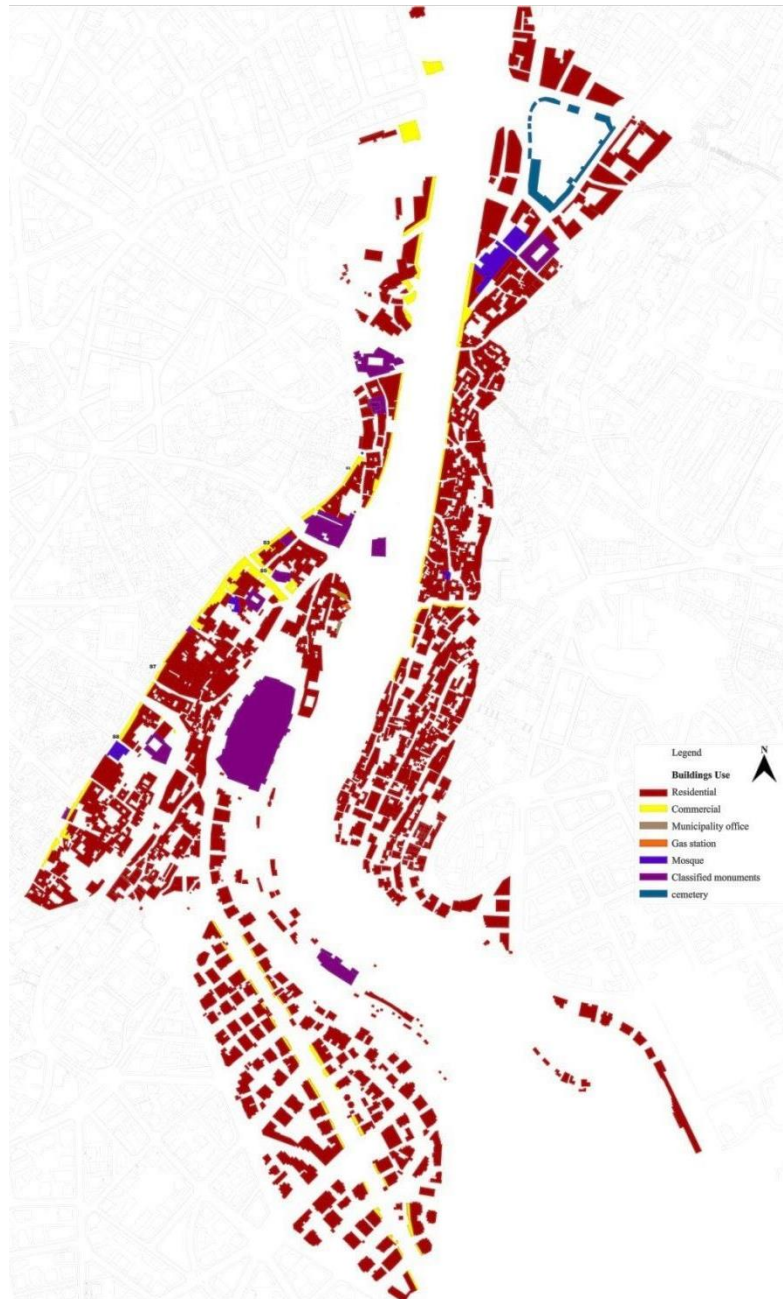 Legend
N
Buildings Use
Residential
Commercial
Municipality office
Gas station
Mosque
Classified monuments
cemetery